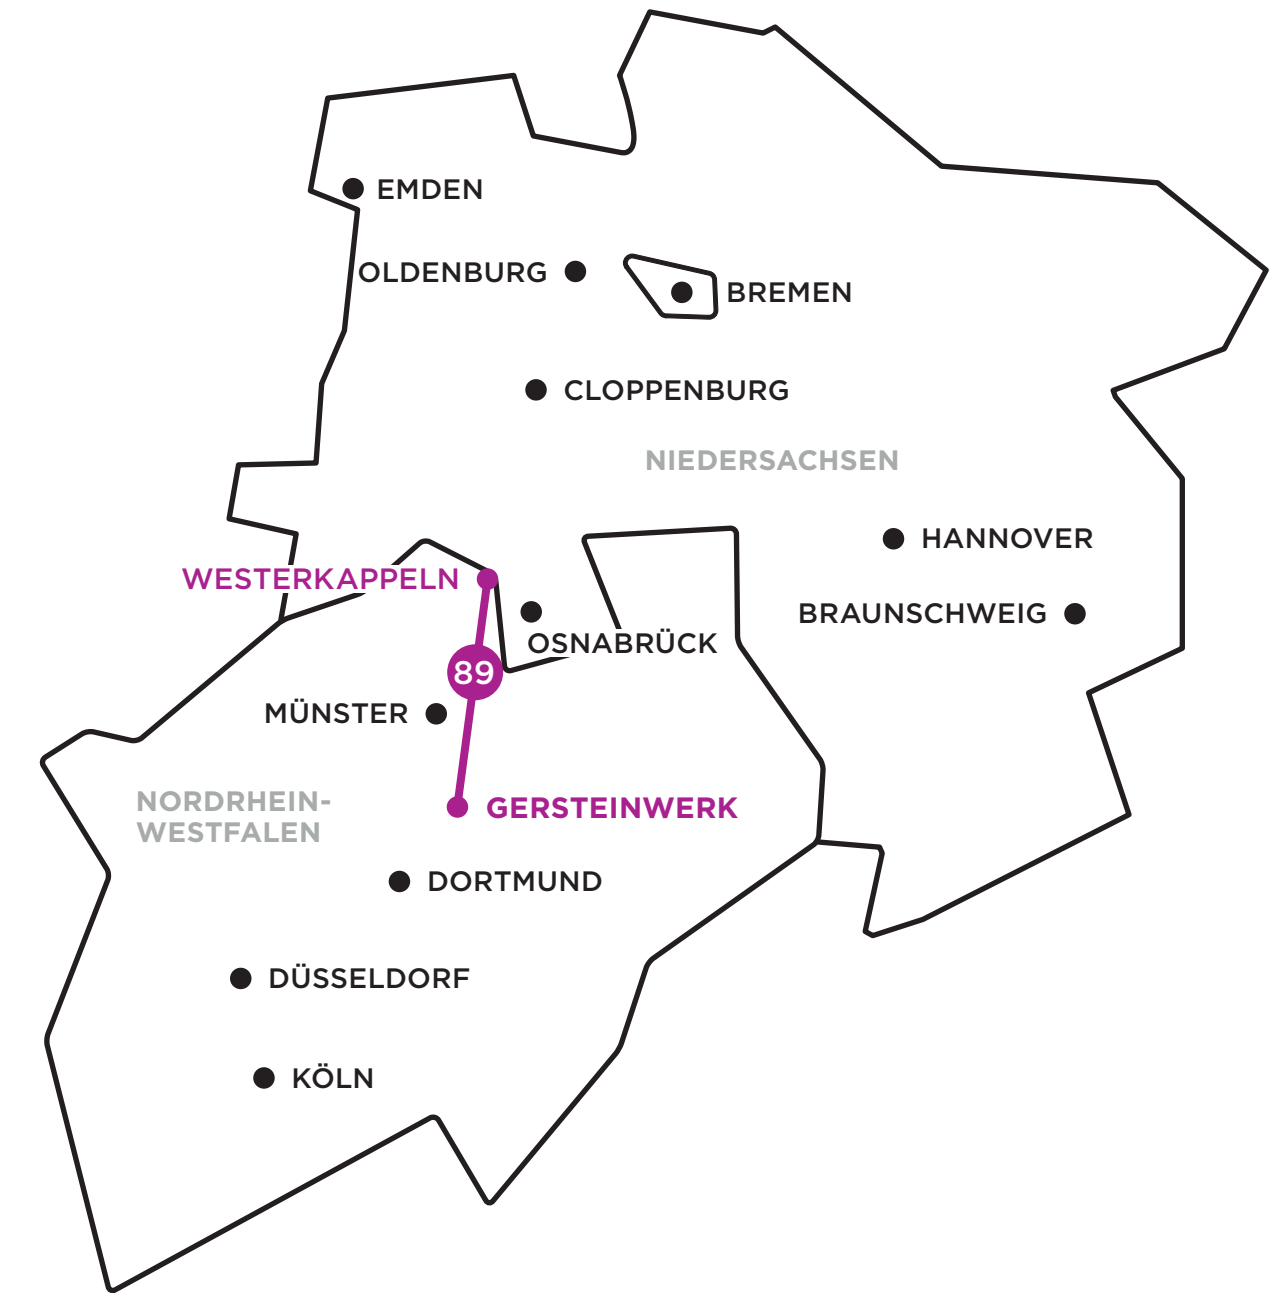 EMDEN
OLDENBURG
BREMEN
CLOPPENBURG
NIEDERSACHSEN
HANNOVER
WESTERKAPPELN
BRAUNSCHWEIG
OSNABRÜCK
89
MÜNSTER
NORDRHEIN-
WESTFALEN
GERSTEINWERK
DORTMUND
DÜSSELDORF
KÖLN